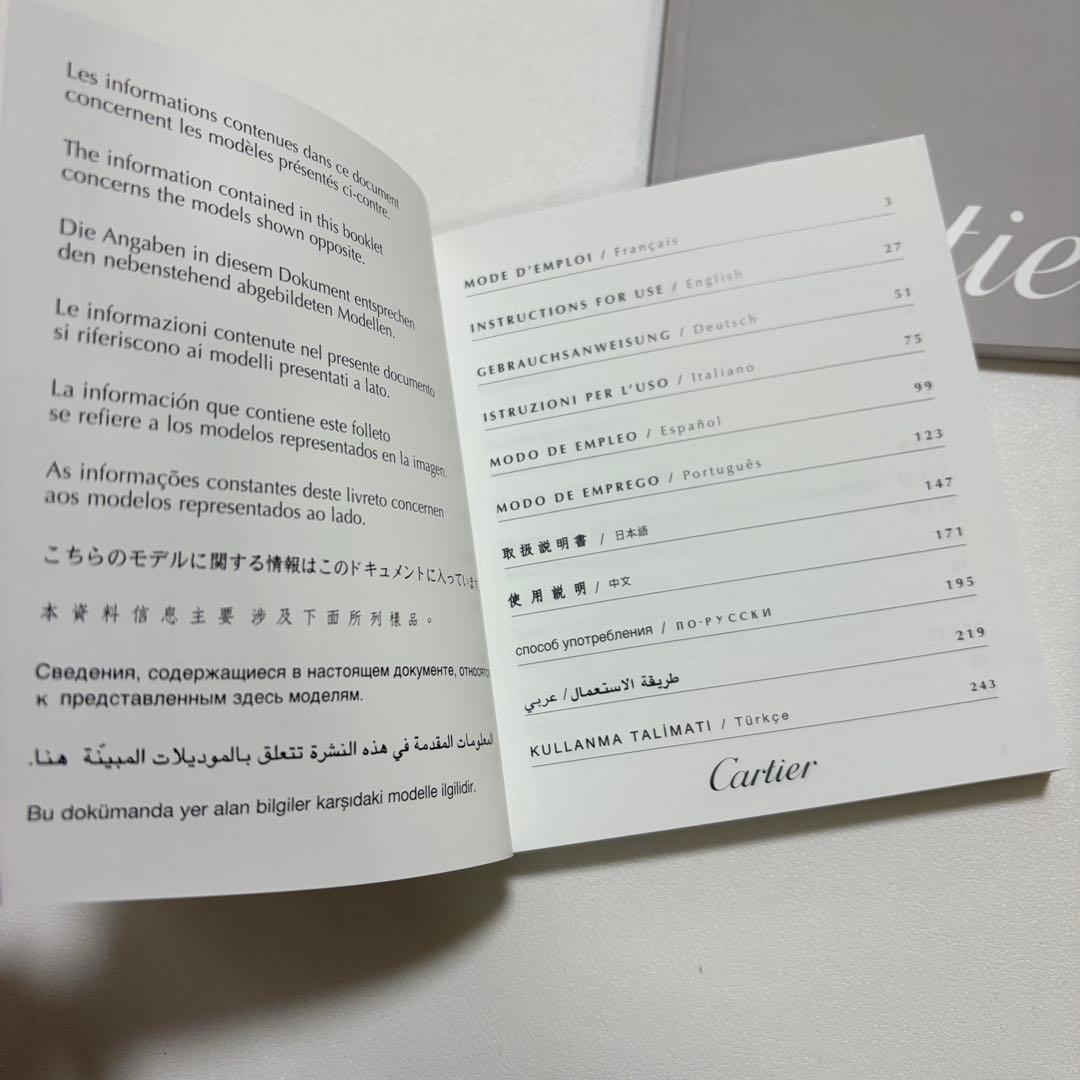 Les informations contenues dans ce document
concernent les modèles présentés ci-contre.
The information contained in this booklet
concerns the models shown opposite.
Die Angaben in diesem Dokument entsprechen
den nebenstehend abgebildeten Modellen.
Le informazioni contenute nel presente documento
si riferiscono ai modelli presentati a lato.
La información que contiene este folleto
se refiere a los modelos representados en la imagen.
As informações constantes deste livreto concernen
aos modelos representados ao lado.
こちらのモデルに関する情報はこのドキュメントに入っています
本資料信息主要涉及下面所列樣品。
Сведения, содержащиеся в настоящем документе, относятся
к представленным здесь моделям.
المعلومات المقدمة في هذه النشرة تتعلق بالموديلات المبيّنة هنا.
Bu dokümanda yer alan bilgiler karşıdaki modelle ilgilidir.
MODE D'EMPLOI / Français 3
INSTRUCTIONS FOR USE / English 27
GEBRAUCHSANWEISUNG / Deutsch 51
ISTRUZIONI PER L'USO / Italiano 75
MODO DE EMPLEO / Español 99
MODO DE EMPREGO / Português 123
取扱説明書 / 日本語 147
使用説明 / 中文 171
способ употребления / ПО-РУССКИ 195
طريقة الاستعمال / عربي 219
KULLANMA TALİMATI / Türkçe 243
Cartier
tie